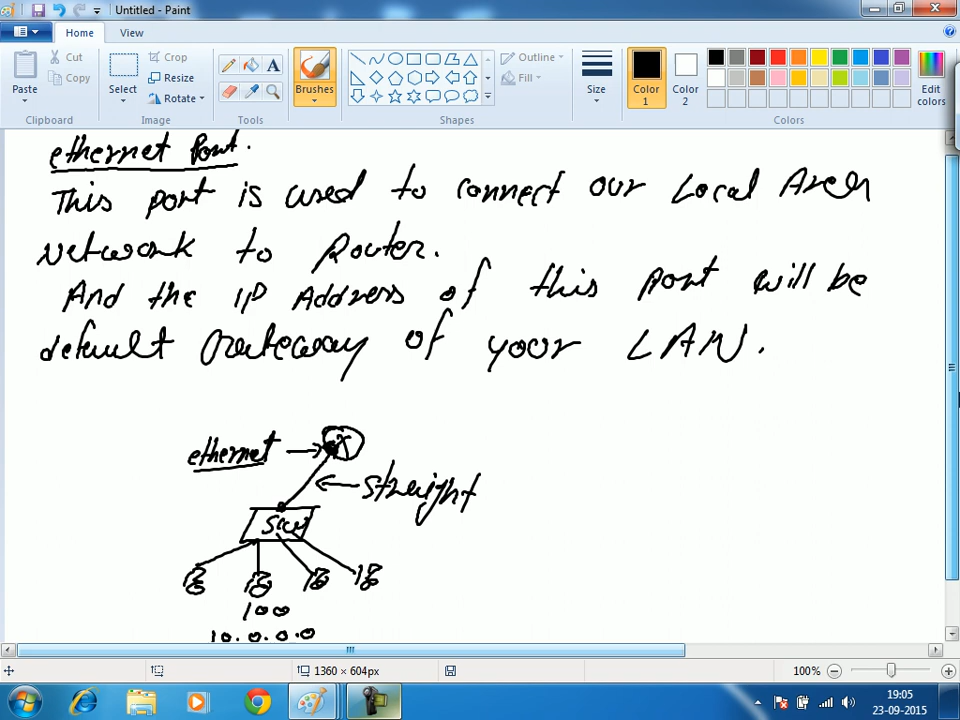 Untitled - Paint
Home
View
Paste
Cut
Copy
Clipboard
Select
Crop
Resize
Rotate
Image
Tools
Brushes
Shapes
Outline
Fill
Size
Color 1
Color 2
Edit colors
Colors
ethernet Port.
This port is used to connect our Local Area
Network to Router.
And the IP Address of this port will be
default Gateway of your LAN.
ethernet
straight
SW
100
10.0.0.0
1360 × 604px
100%
19:05
23-09-2015